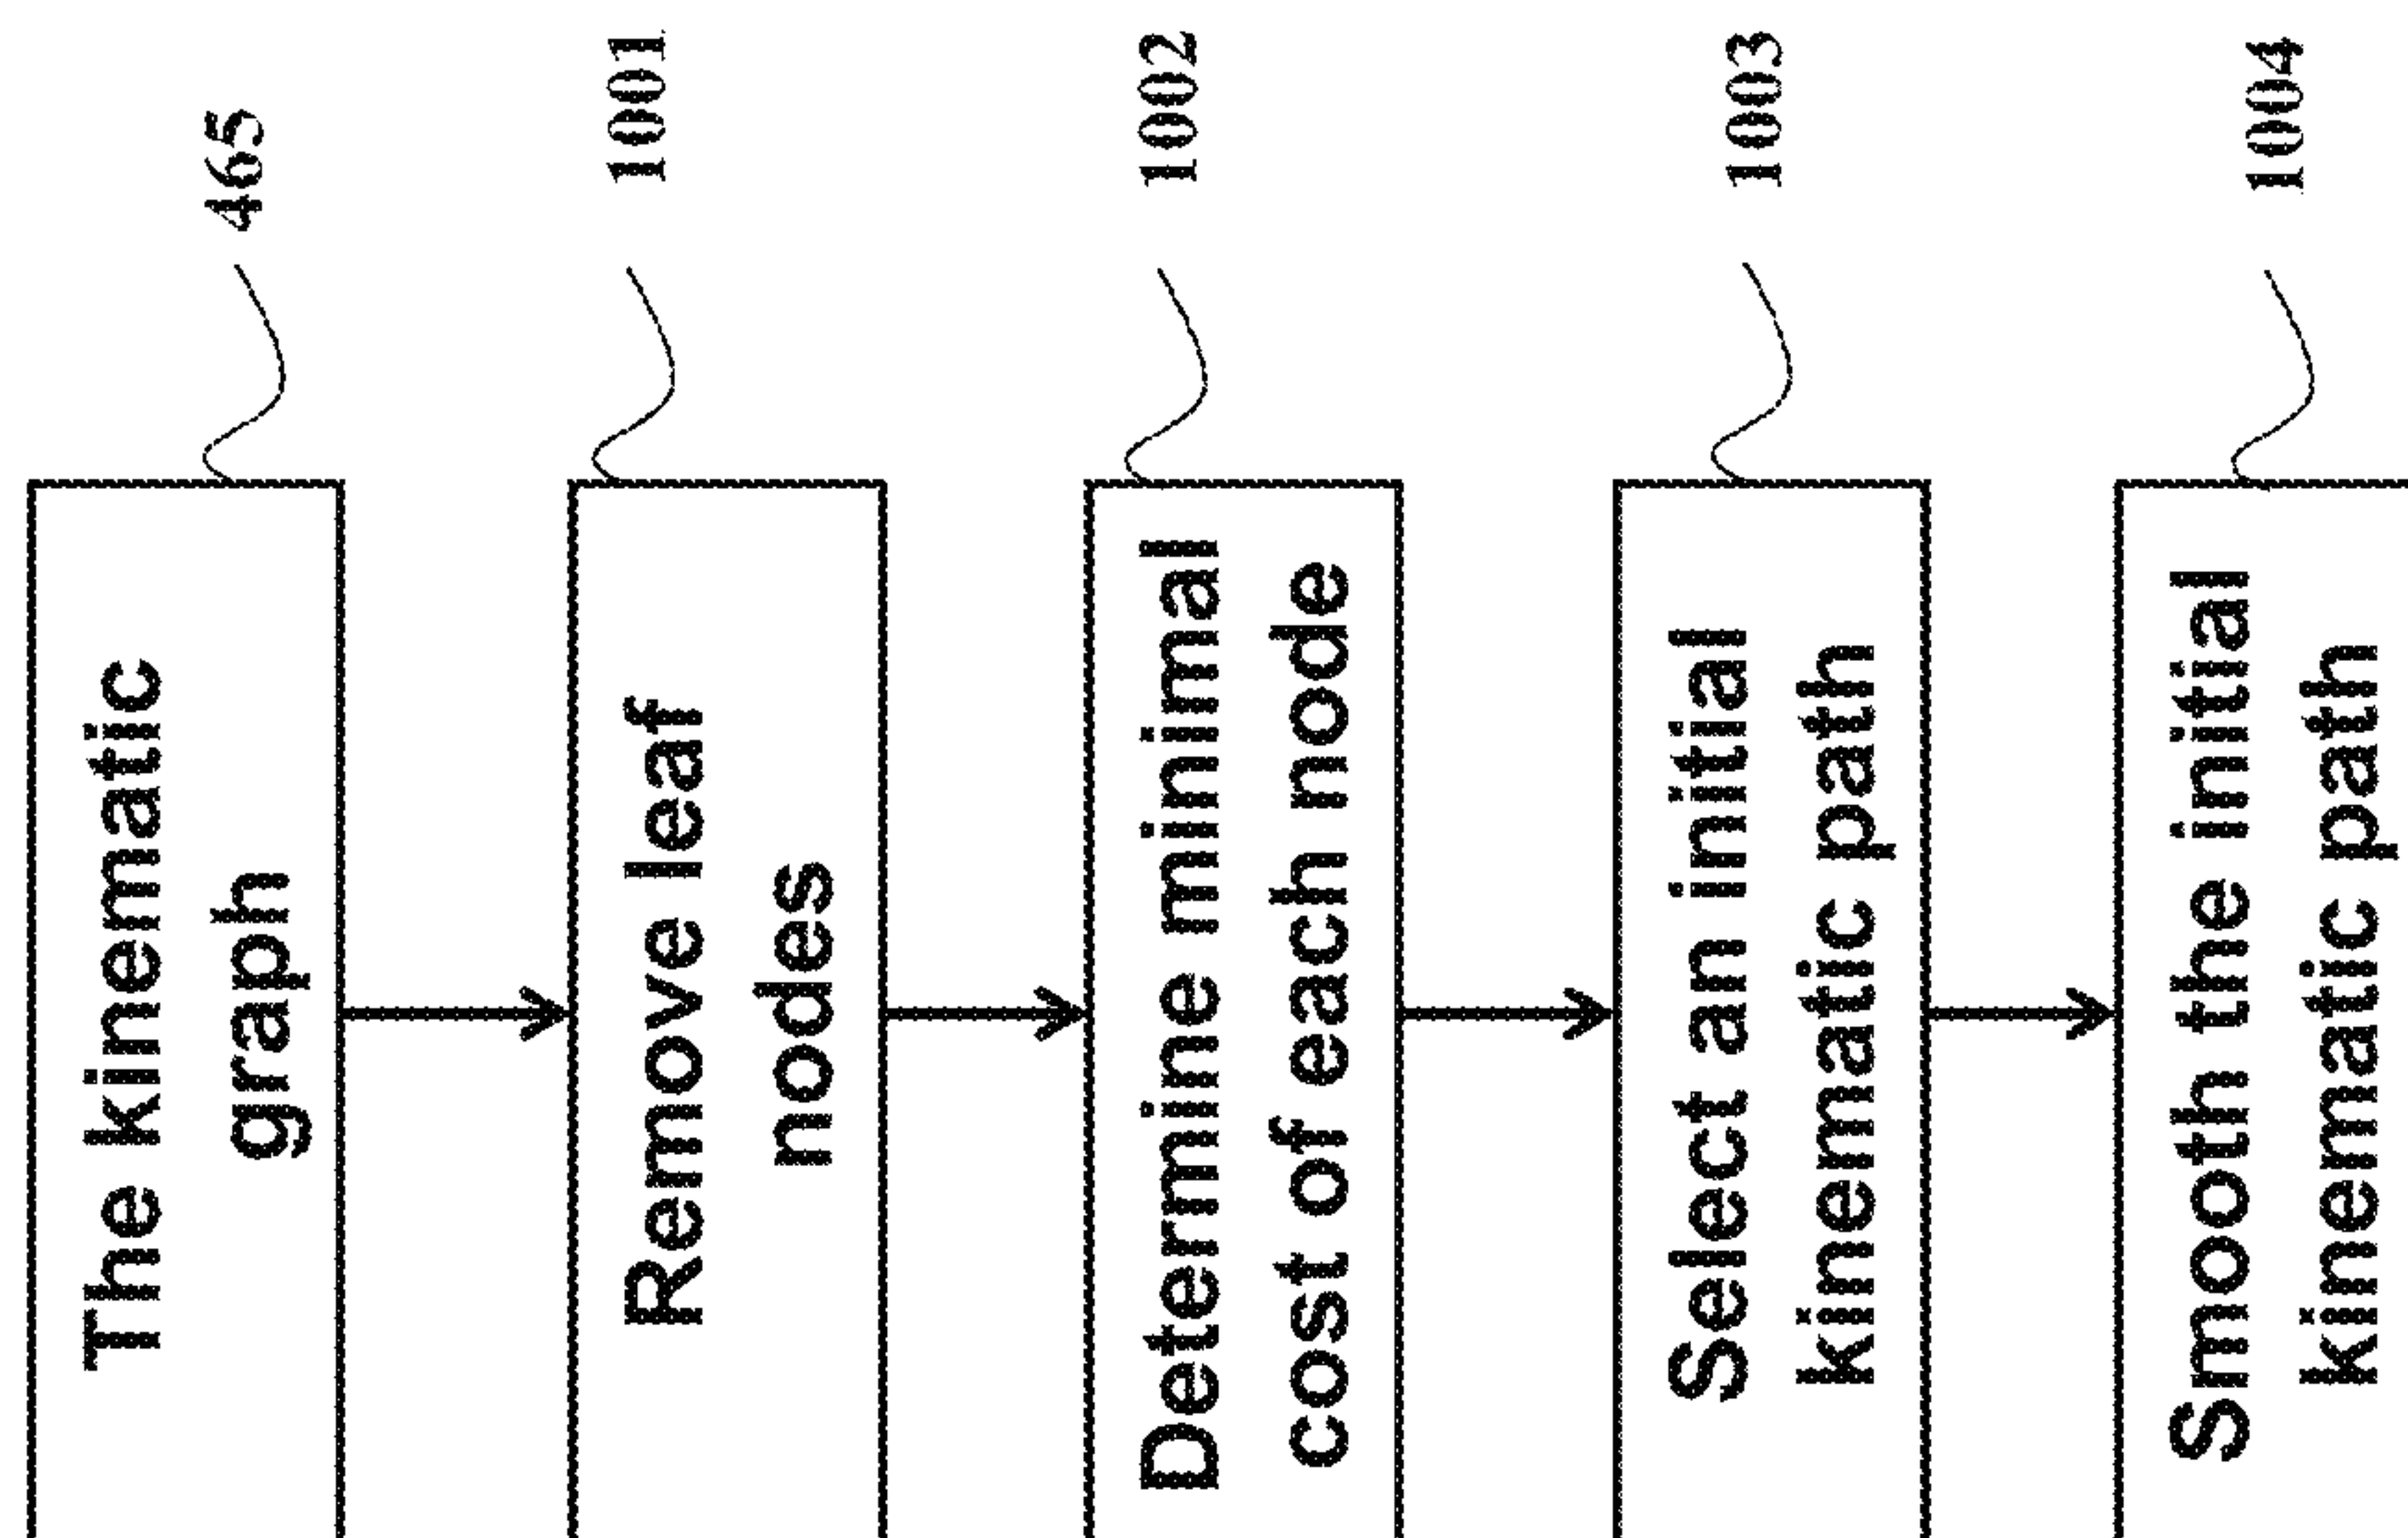 The kinematic
graph
465
Remove leaf
nodes
1001
Determine minimal
cost of each node
1002
Select an initial
kinematic path
1003
Smooth the initial
kinematic path
1004